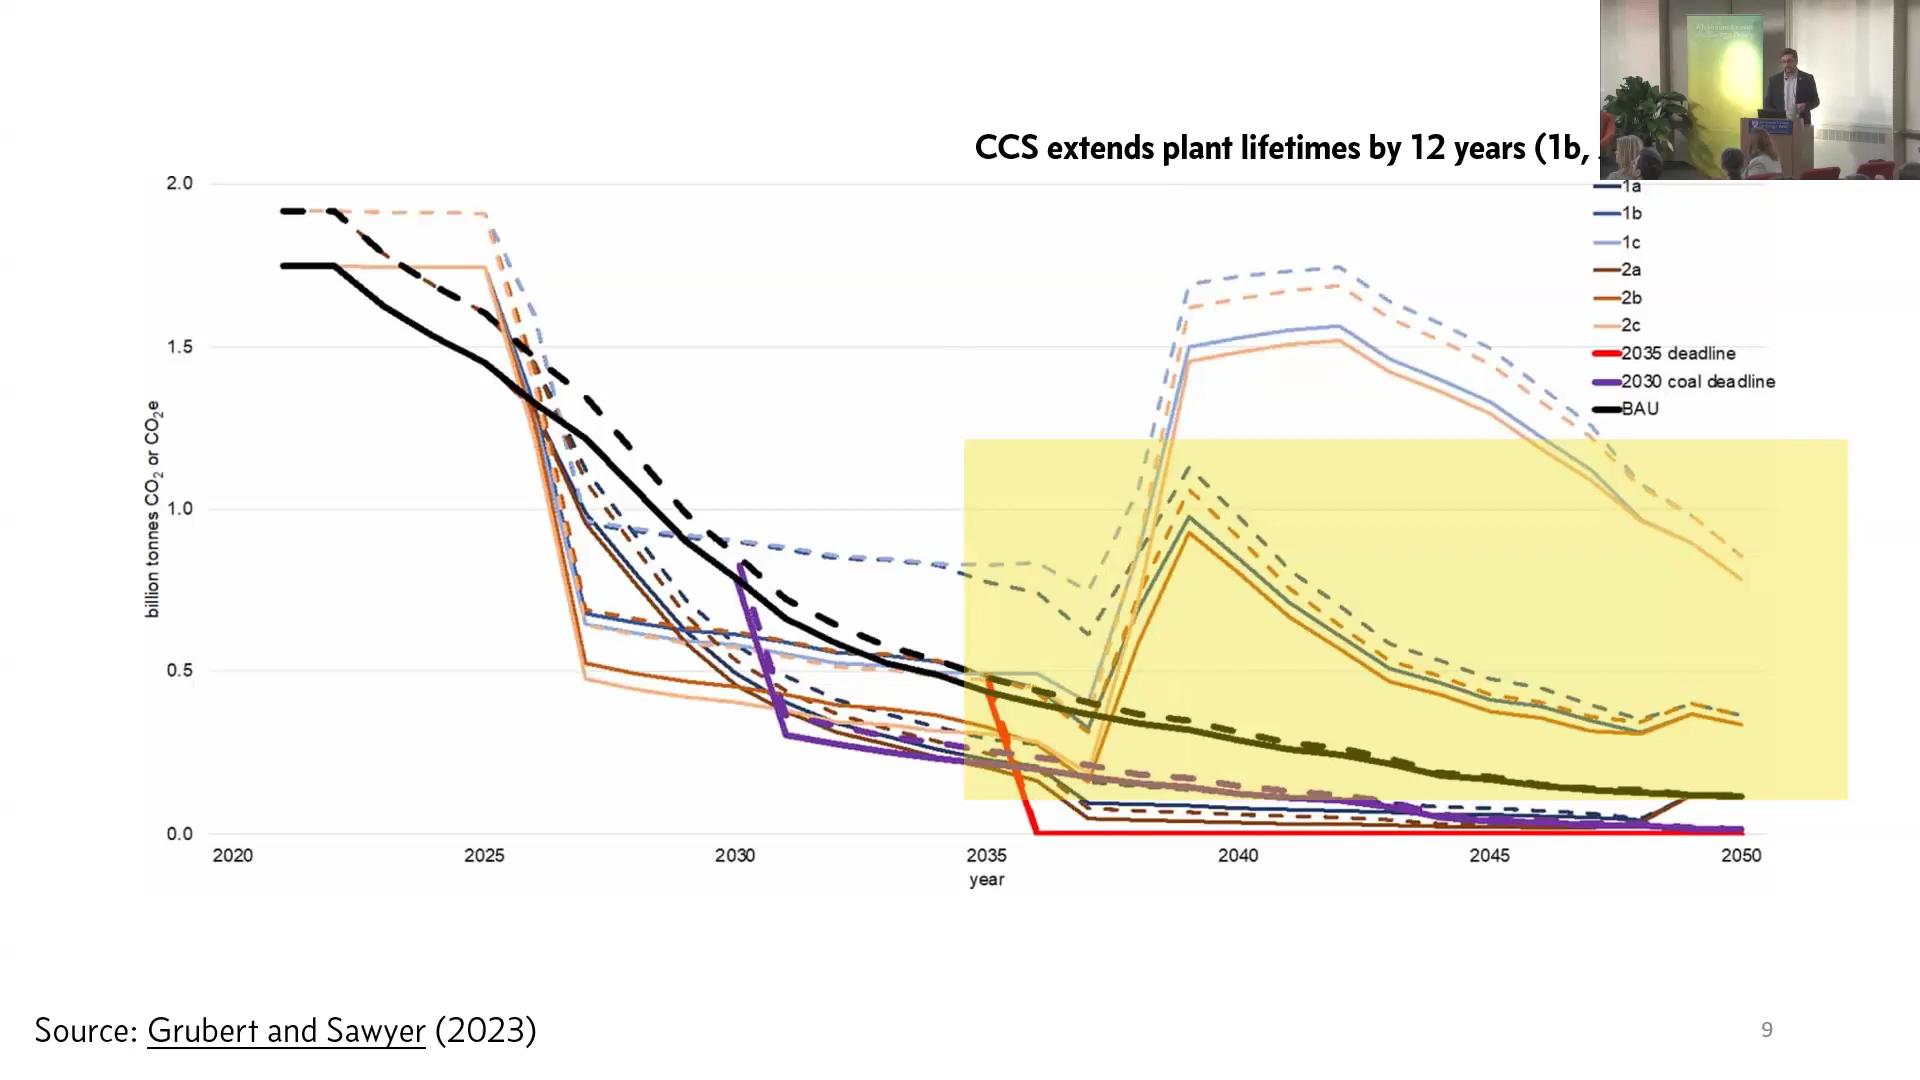 CCS extends plant lifetimes by 12 years (1b,
2.0
1.5
1.0
0.5
0.0
billion tonnes CO₂ or CO₂e
2020 2025 2030 2035 2040 2045 2050
year
1a
1b
1c
2a
2b
2c
2035 deadline
2030 coal deadline
BAU
Source: Grubert and Sawyer (2023)
9